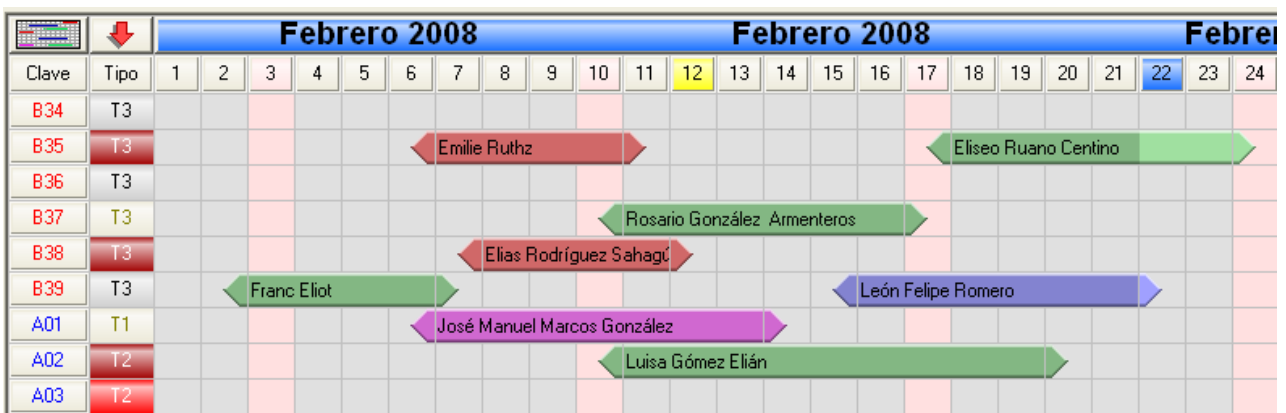 Febrero 2008 Febrero 2008 Febrer
Clave Tipo 1 2 3 4 5 6 7 8 9 10 11 12 13 14 15 16 17 18 19 20 21 22 23 24
B34 T3
B35 T3 Emilie Ruthz Eliseo Ruano Centino
B36 T3
B37 T3 Rosario González Armenteros
B38 T3 Elias Rodríguez Sahagú
B39 T3 Franc Eliot León Felipe Romero
A01 T1 José Manuel Marcos González
A02 T2 Luisa Gómez Elián
A03 T2